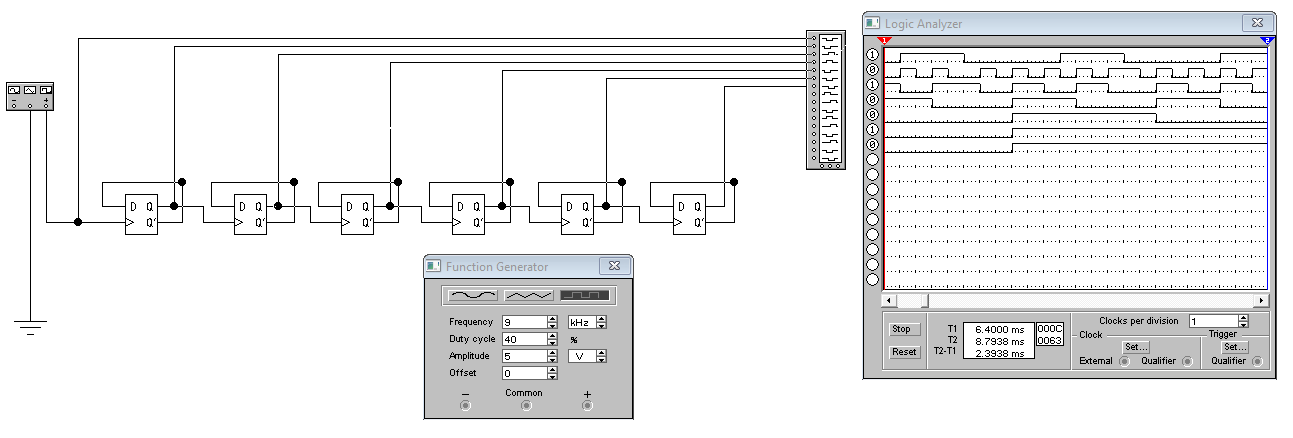 Logic Analyzer
1
2
1
0
1
0
0
1
0
− +
D Q D Q D Q D Q D Q D Q
Q' Q' Q' Q' Q' Q'
Function Generator
Frequency 9 kHz
Duty cycle 40 %
Amplitude 5 V
Offset 0
− Common +
Stop
Reset
T1 6.4000 ms 000C
T2 8.7938 ms 0063
T2-T1 2.3938 ms
Clocks per division 1
Clock
Set...
External Qualifier
Trigger
Set...
Qualifier